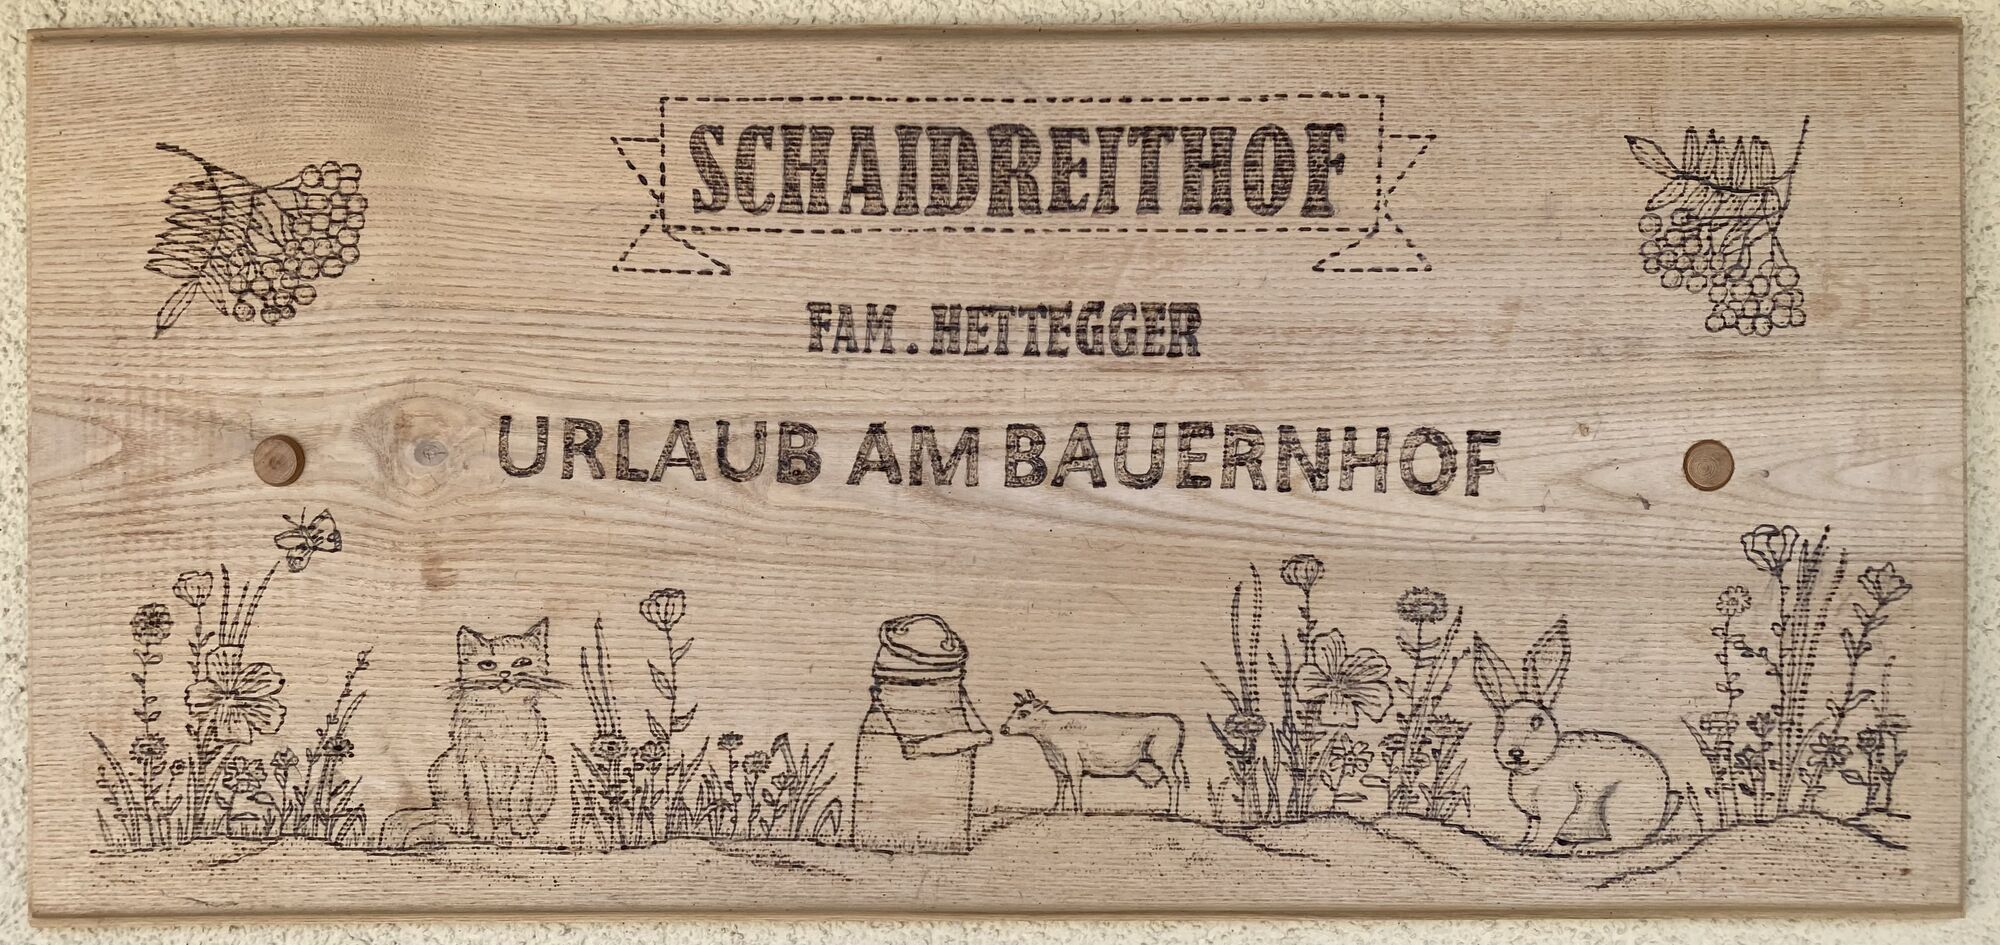 SCHAIDREITHOF
FAM. HETTEGGER
URLAUB AM BAUERNHOF